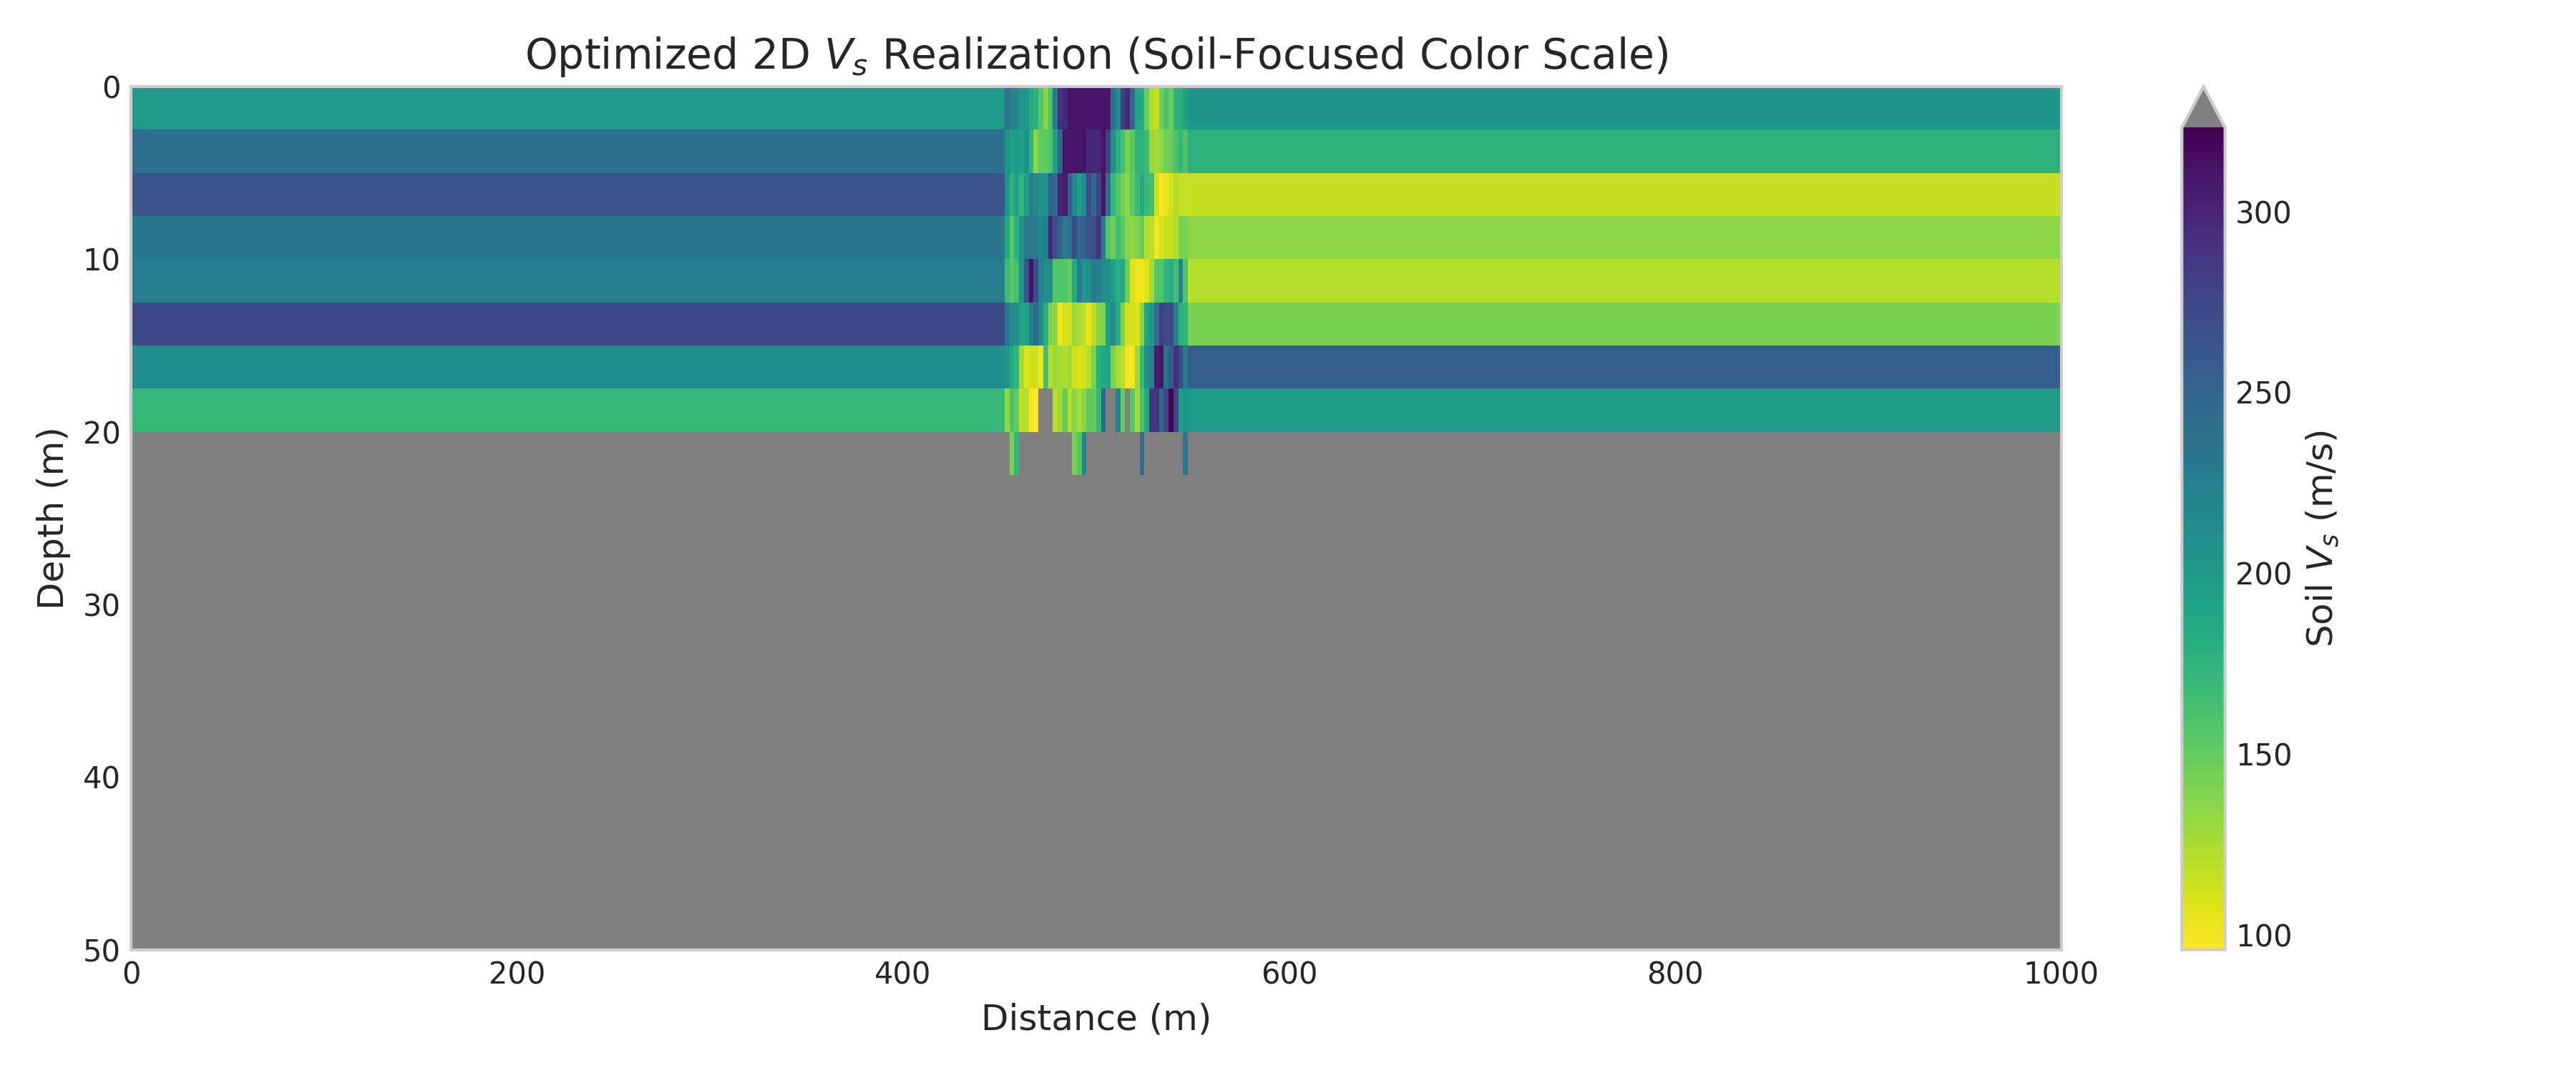 Optimized 2D Vs Realization (Soil-Focused Color Scale)
0
10
20
30
40
50
Depth (m)
0 200 400 600 800 1000
Distance (m)
300
250
200
150
100
Soil Vs (m/s)